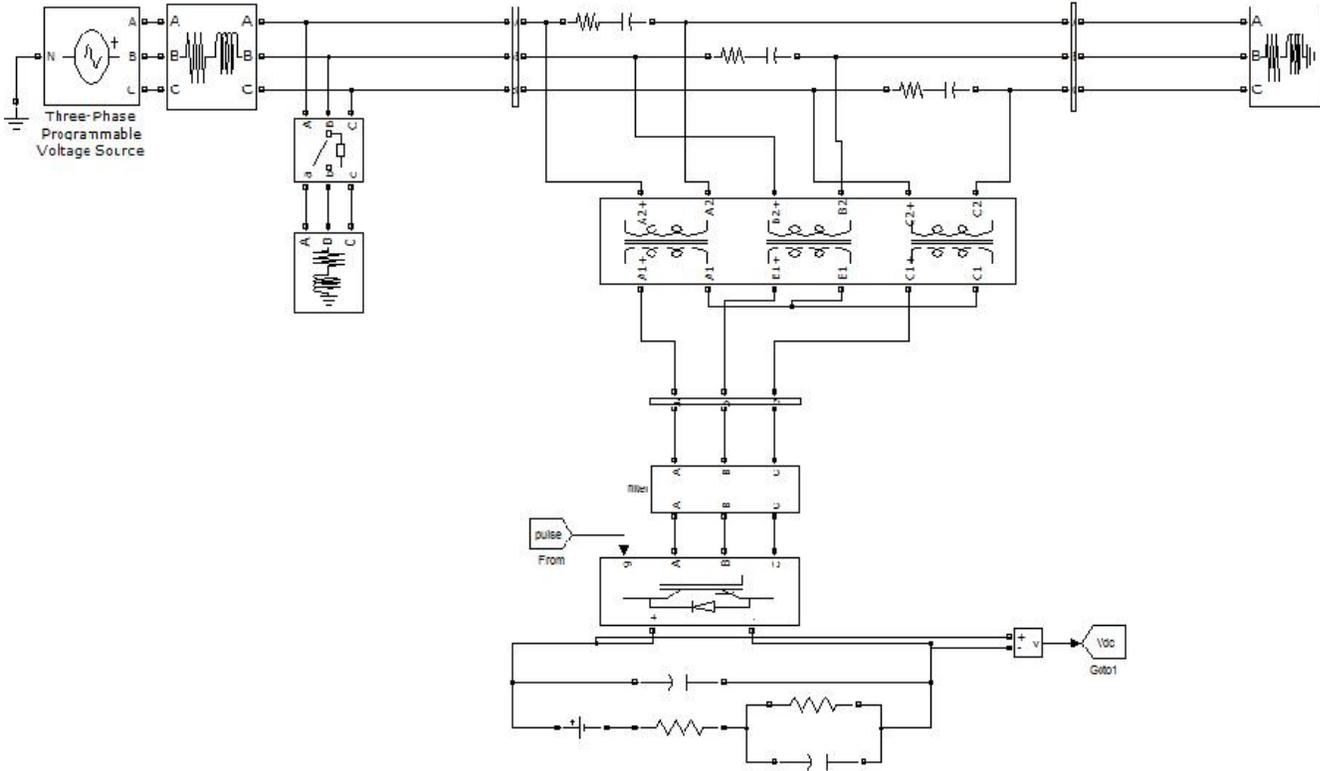 A A A A
N + B B B B
C C C C
Three-Phase
Programmable
Voltage Source
A B C
a b c
A B C
A2+ A2 B2+ B2 C2+ C2
A1+ A1 B1+ B1 C1+ C1
A B C
filter
A B C
pulse
From
g A B C
+ -
+
- v
Vdc
Goto1
+